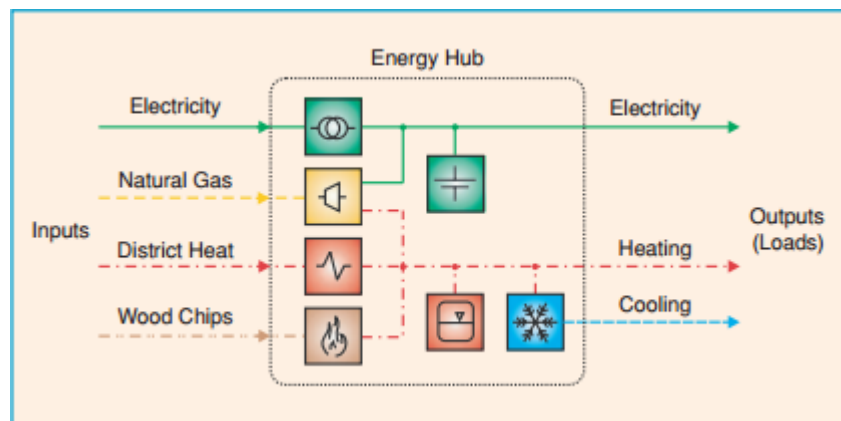 Energy Hub
Electricity
Electricity
Natural Gas
Inputs
District Heat
Wood Chips
Outputs
(Loads)
Heating
Cooling